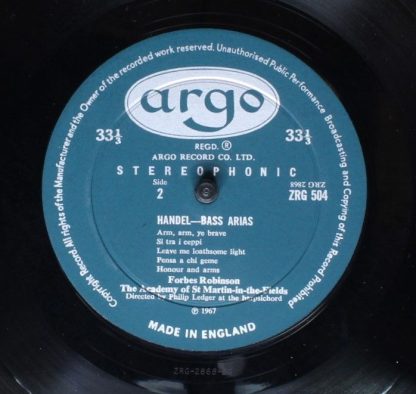 Copyright Record All rights of the Manufacturer and the Owner of the recorded work reserved. Unauthorised Public Performance Broadcasting and Copying of this Record Prohibited
argo
33⅓ 33⅓
REGD. ®
ARGO RECORD CO. LTD.
STEREOPHONIC
Side
2
ZRG 2868
ZRG 504
HANDEL—BASS ARIAS
Arm, arm, ye brave
Si tra i ceppi
Leave me loathsome light
Pensa a chi geme
Honour and arms
Forbes Robinson
The Academy of St Martin-in-the-Fields
Directed by Philip Ledger at the harpsichord
℗ 1967
MADE IN ENGLAND